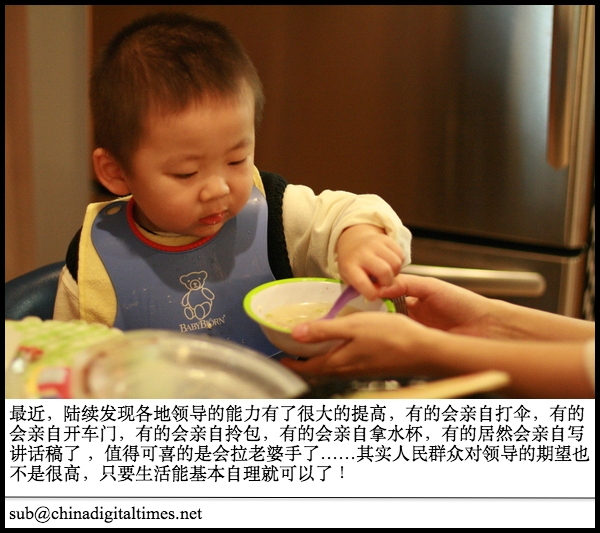 BABYBJÖRN
最近，陆续发现各地领导的能力有了很大的提高，有的会亲自打伞，有的
会亲自开车门，有的会亲自拎包，有的会亲自拿水杯，有的居然会亲自写
讲话稿了 ，值得可喜的是会拉老婆手了……其实人民群众对领导的期望也
不是很高，只要生活能基本自理就可以了！
sub@chinadigitaltimes.net